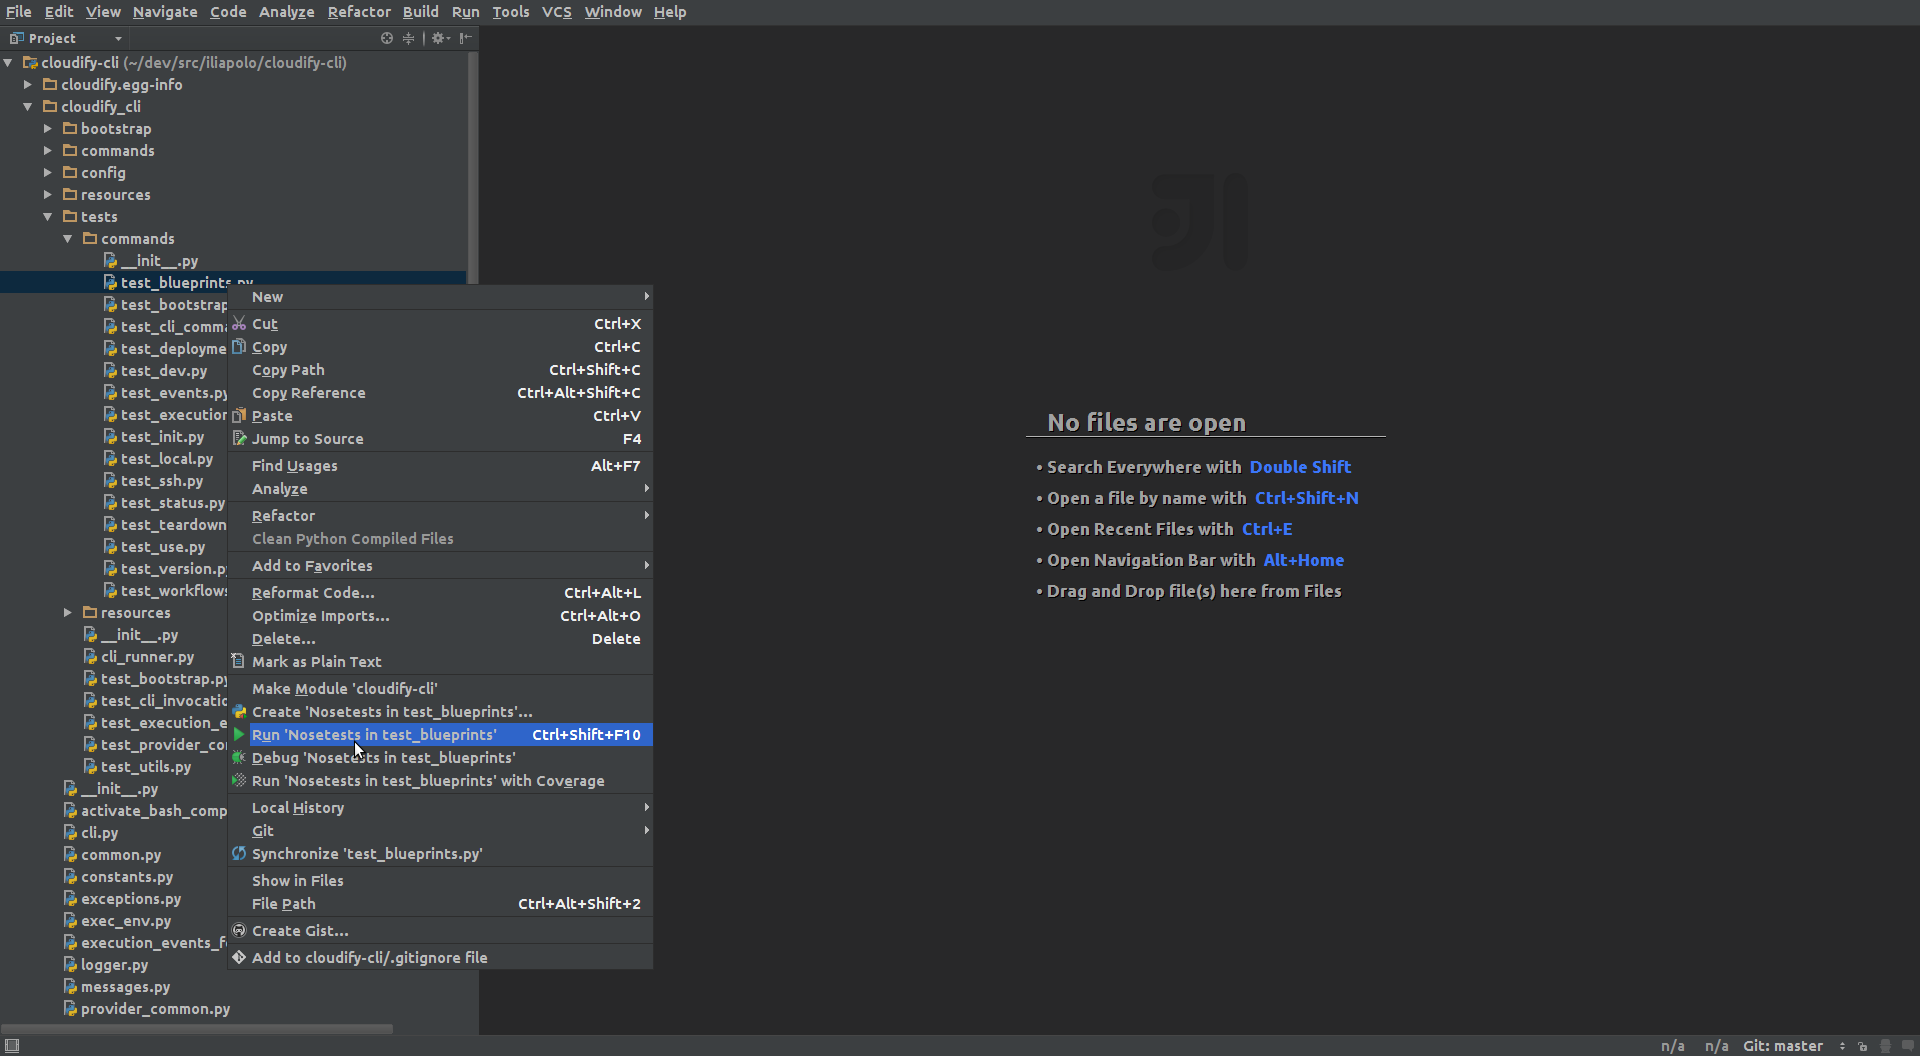 File Edit View Navigate Code Analyze Refactor Build Run Tools VCS Window Help
Project
cloudify-cli (~/dev/src/iliapolo/cloudify-cli)
cloudify.egg-info
cloudify_cli
bootstrap
commands
config
resources
tests
commands
__init__.py
test_blueprints.py
test_bootstrap
test_cli_comma
test_deployme
test_dev.py
test_events.py
test_execution
test_init.py
test_local.py
test_ssh.py
test_status.py
test_teardown
test_use.py
test_version.py
test_workflows
resources
__init__.py
cli_runner.py
test_bootstrap.py
test_cli_invocatio
test_execution_e
test_provider_co
test_utils.py
__init__.py
activate_bash_comp
cli.py
common.py
constants.py
exceptions.py
exec_env.py
execution_events_f
logger.py
messages.py
provider_common.py
New
Cut Ctrl+X
Copy Ctrl+C
Copy Path Ctrl+Shift+C
Copy Reference Ctrl+Alt+Shift+C
Paste Ctrl+V
Jump to Source F4
Find Usages Alt+F7
Analyze
Refactor
Clean Python Compiled Files
Add to Favorites
Reformat Code... Ctrl+Alt+L
Optimize Imports... Ctrl+Alt+O
Delete... Delete
Mark as Plain Text
Make Module 'cloudify-cli'
Create 'Nosetests in test_blueprints'...
Run 'Nosetests in test_blueprints' Ctrl+Shift+F10
Debug 'Nosetests in test_blueprints'
Run 'Nosetests in test_blueprints' with Coverage
Local History
Git
Synchronize 'test_blueprints.py'
Show in Files
File Path Ctrl+Alt+Shift+2
Create Gist...
Add to cloudify-cli/.gitignore file
No files are open
• Search Everywhere with Double Shift
• Open a file by name with Ctrl+Shift+N
• Open Recent Files with Ctrl+E
• Open Navigation Bar with Alt+Home
• Drag and Drop file(s) here from Files
n/a n/a Git: master